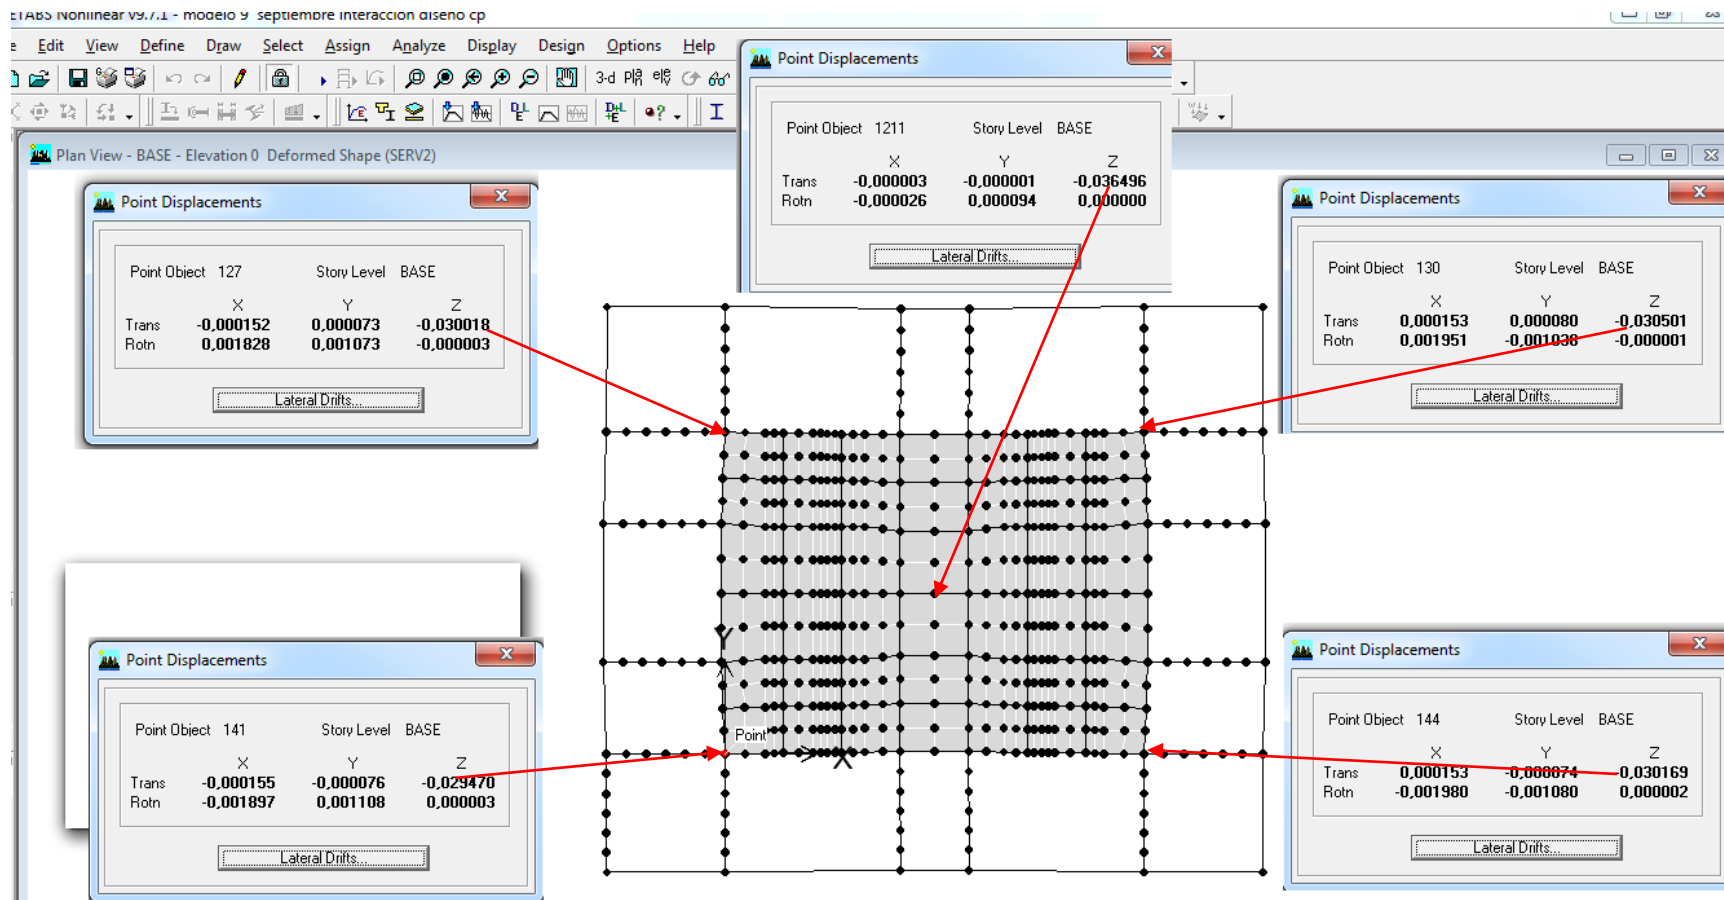 ETABS Nonlinear v9.7.1 - modelo 9 septiembre interaccion diseno cp
Edit View Define Draw Select Assign Analyze Display Design Options Help
3-d
Plan View - BASE - Elevation 0 Deformed Shape (SERV2)
Point Displacements
Point Object 1211 Story Level BASE
X Y Z
Trans -0,000003 -0,000001 -0,036496
Rotn -0,000026 0,000094 0,000000
Lateral Drifts...
Point Displacements
Point Object 127 Story Level BASE
X Y Z
Trans -0,000152 0,000073 -0,030018
Rotn 0,001828 0,001073 -0,000003
Lateral Drifts...
Point Displacements
Point Object 130 Story Level BASE
X Y Z
Trans 0,000153 0,000080 -0,030501
Rotn 0,001951 -0,001038 -0,000001
Lateral Drifts...
Y
Point
X
Point Displacements
Point Object 141 Story Level BASE
X Y Z
Trans -0,000155 -0,000076 -0,029470
Rotn -0,001897 0,001108 0,000003
Lateral Drifts...
Point Displacements
Point Object 144 Story Level BASE
X Y Z
Trans 0,000153 -0,000074 -0,030169
Rotn -0,001980 -0,001080 0,000002
Lateral Drifts...